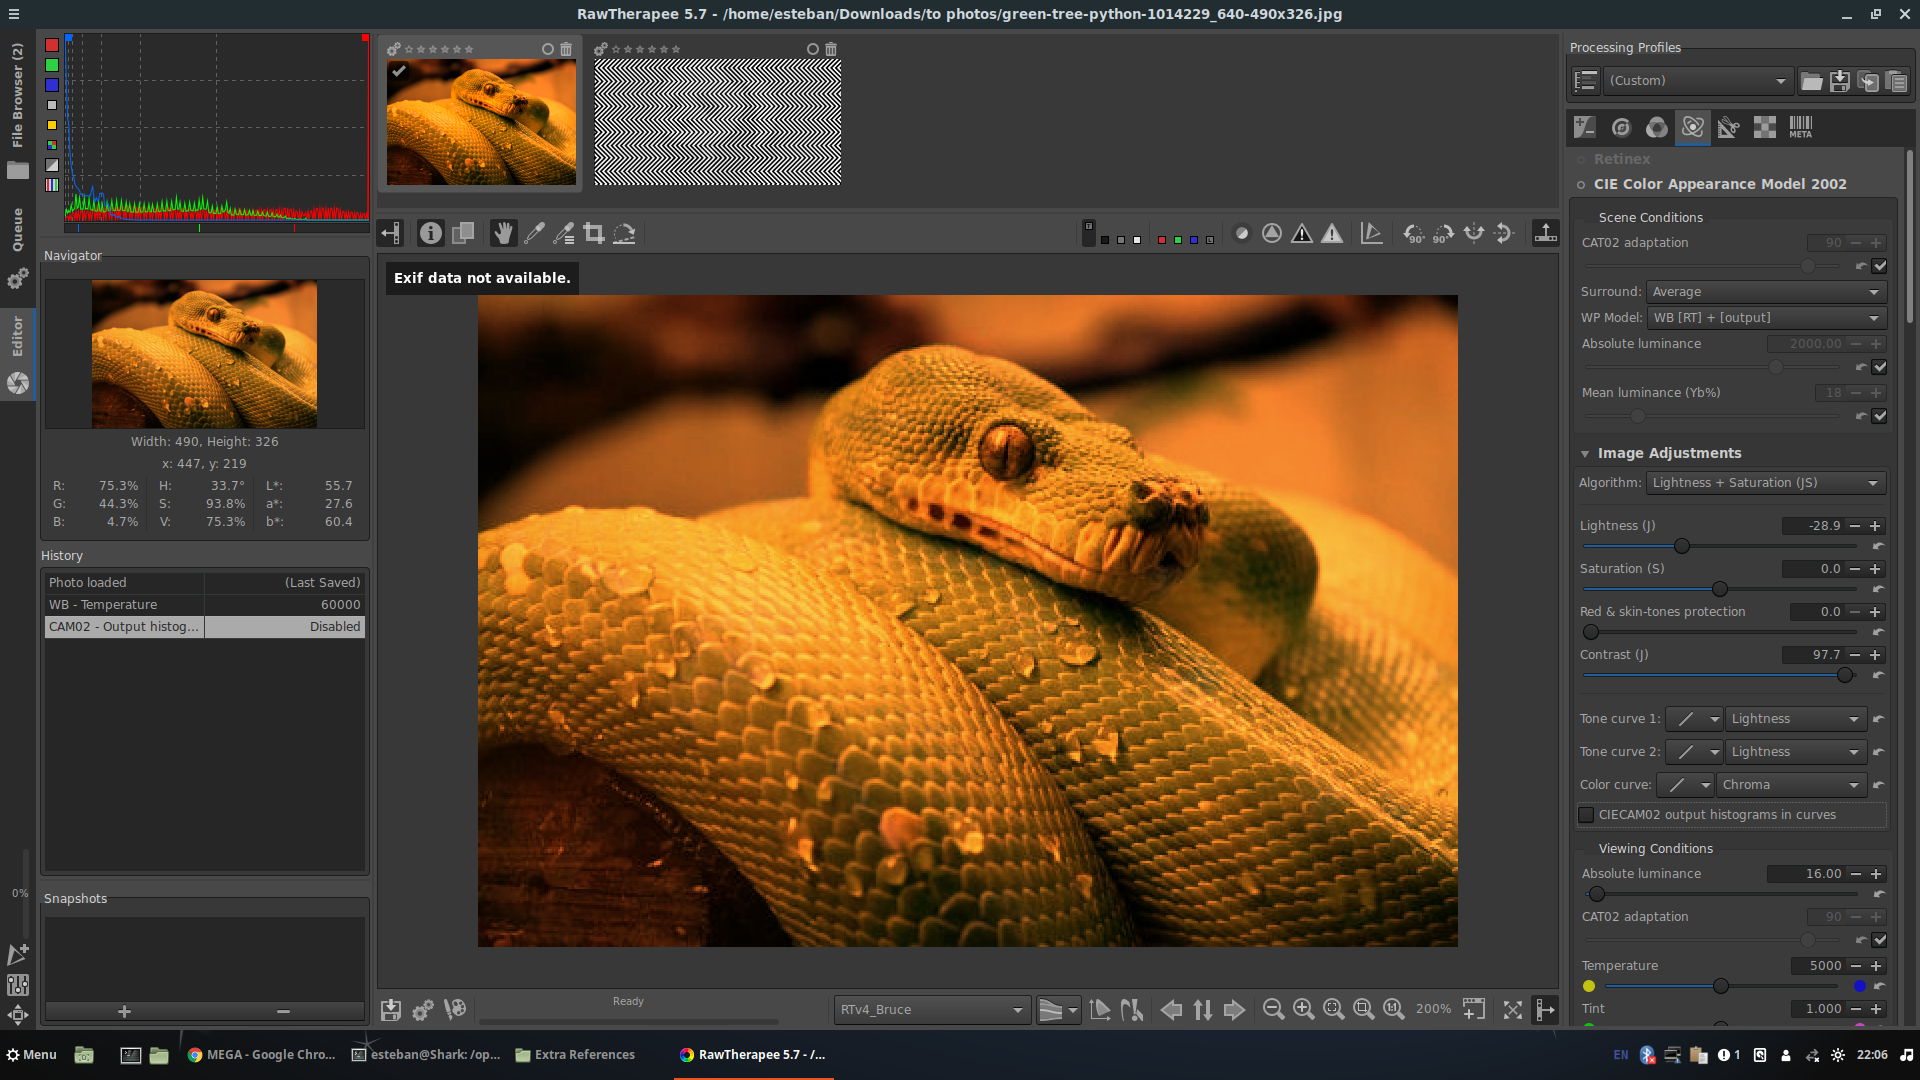 RawTherapee 5.7 - /home/esteban/Downloads/to photos/green-tree-python-1014229_640-490x326.jpg
File Browser (2)
Queue
Editor
0%
Navigator
Width: 490, Height: 326
x: 447, y: 219
R: 75.3% H: 33.7° L*: 55.7
G: 44.3% S: 93.8% a*: 27.6
B: 4.7% V: 75.3% b*: 60.4
History
Photo loaded (Last Saved)
WB - Temperature 60000
CAM02 - Output histog... Disabled
Snapshots
Exif data not available.
90° 90°
Ready
RTv4_Bruce
1:1
200%
Processing Profiles
(Custom)
META
Retinex
CIE Color Appearance Model 2002
Scene Conditions
CAT02 adaptation 90
Surround: Average
WP Model: WB [RT] + [output]
Absolute luminance 2000.00
Mean luminance (Yb%) 18
Image Adjustments
Algorithm: Lightness + Saturation (JS)
Lightness (J) -28.9
Saturation (S) 0.0
Red & skin-tones protection 0.0
Contrast (J) 97.7
Tone curve 1: Lightness
Tone curve 2: Lightness
Color curve: Chroma
CIECAM02 output histograms in curves
Viewing Conditions
Absolute luminance 16.00
CAT02 adaptation 90
Temperature 5000
Tint 1.000
Menu
MEGA - Google Chro...
esteban@Shark: /op...
Extra References
RawTherapee 5.7 - /...
EN
1
22:06